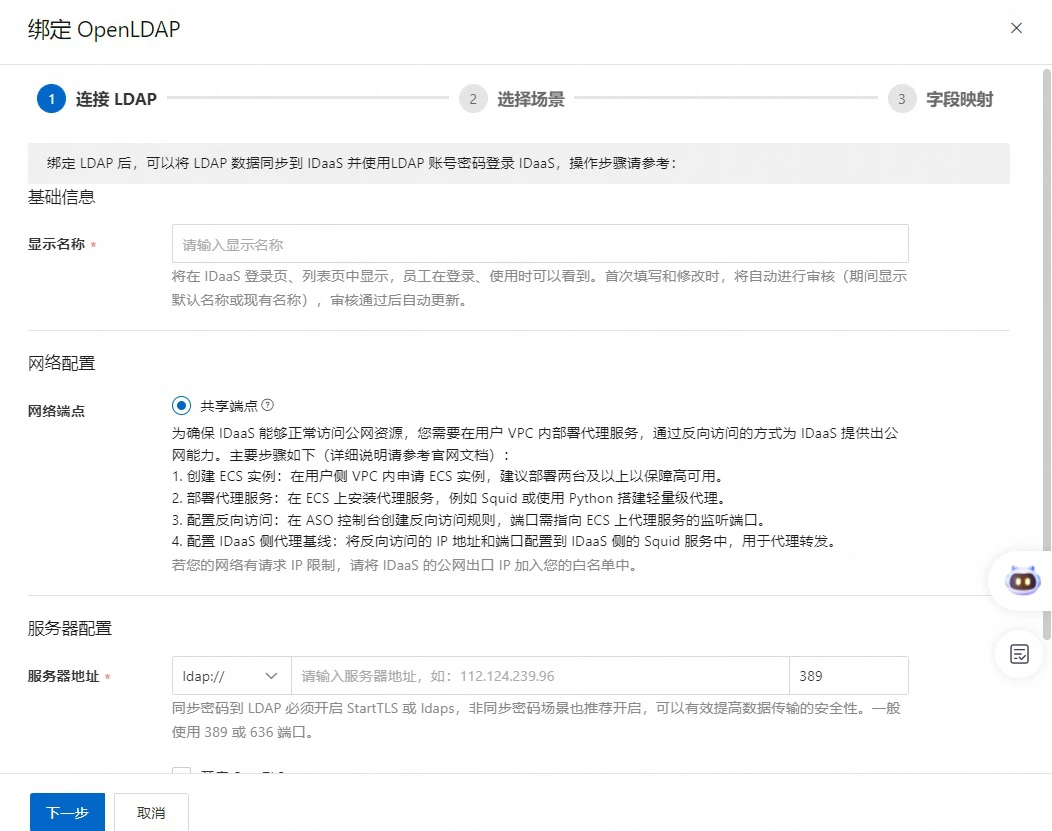 绑定 OpenLDAP
1 连接 LDAP
2 选择场景
3 字段映射
绑定 LDAP 后，可以将 LDAP 数据同步到 IDaaS 并使用LDAP 账号密码登录 IDaaS，操作步骤请参考：
基础信息
显示名称 *
请输入显示名称
将在 IDaaS 登录页、列表页中显示，员工在登录、使用时可以看到。首次填写和修改时，将自动进行审核（期间显示
默认名称或现有名称），审核通过后自动更新。
网络配置
网络端点
共享端点
为确保 IDaaS 能够正常访问公网资源，您需要在用户 VPC 内部署代理服务，通过反向访问的方式为 IDaaS 提供出公
网能力。主要步骤如下（详细说明请参考官网文档）：
1. 创建 ECS 实例：在用户侧 VPC 内申请 ECS 实例，建议部署两台及以上以保障高可用。
2. 部署代理服务：在 ECS 上安装代理服务，例如 Squid 或使用 Python 搭建轻量级代理。
3. 配置反向访问：在 ASO 控制台创建反向访问规则，端口需指向 ECS 上代理服务的监听端口。
4. 配置 IDaaS 侧代理基线：将反向访问的 IP 地址和端口配置到 IDaaS 侧的 Squid 服务中，用于代理转发。
若您的网络有请求 IP 限制，请将 IDaaS 的公网出口 IP 加入您的白名单中。
服务器配置
服务器地址 *
ldap://
请输入服务器地址，如：112.124.239.96
389
同步密码到 LDAP 必须开启 StartTLS 或 ldaps，非同步密码场景也推荐开启，可以有效提高数据传输的安全性。一般
使用 389 或 636 端口。
下一步
取消